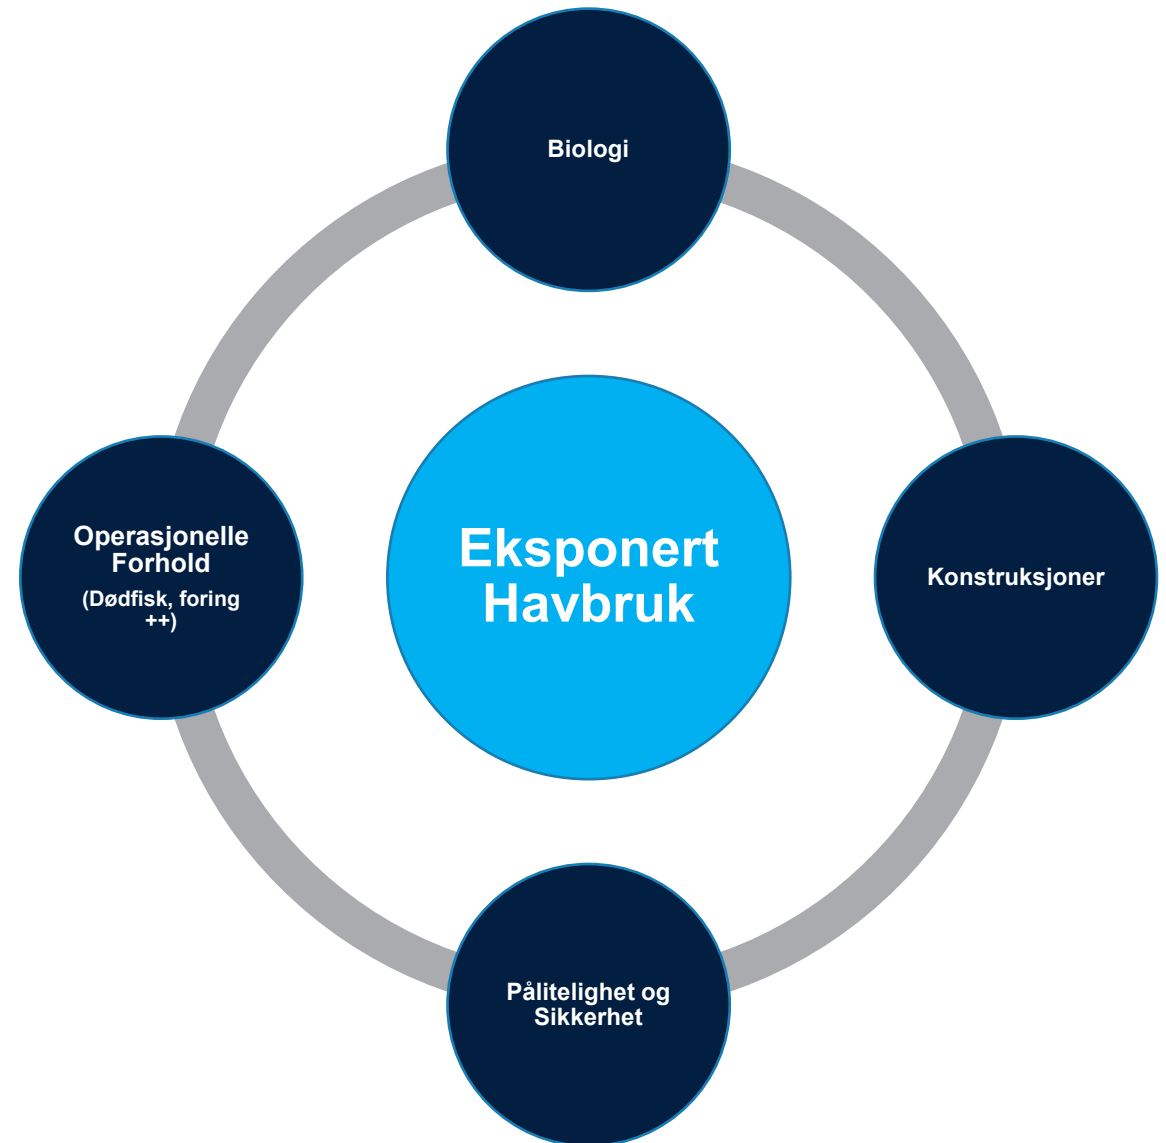 Biologi
Operasjonelle
Forhold
(Dødfisk, foring
++)
Eksponert
Havbruk
Konstruksjoner
Pålitelighet og
Sikkerhet